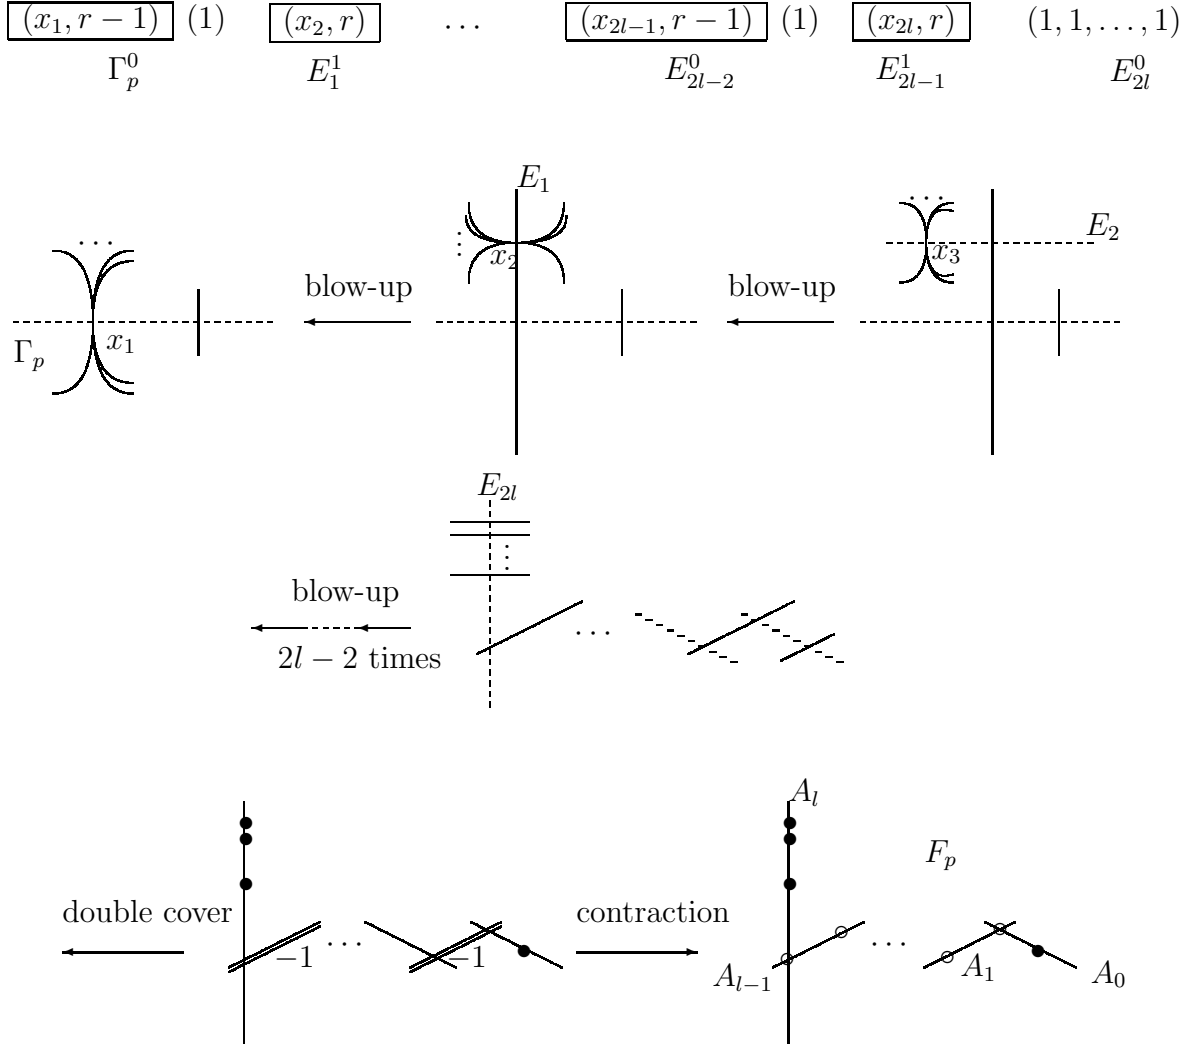 (x_1, r − 1) (1) (x_2, r) ... (x_{2l−1}, r − 1) (1) (x_{2l}, r) (1, 1, ..., 1)
Γ_p^0 E_1^1 E_{2l−2}^0 E_{2l−1}^1 E_{2l}^0
E_1
... E_2
... x_2 x_3
...
blow-up blow-up
Γ_p x_1
E_{2l}
...
blow-up
...
2l − 2 times
A_l
F_p
double cover contraction
−1 ... −1 ...
A_{l−1} A_1 A_0